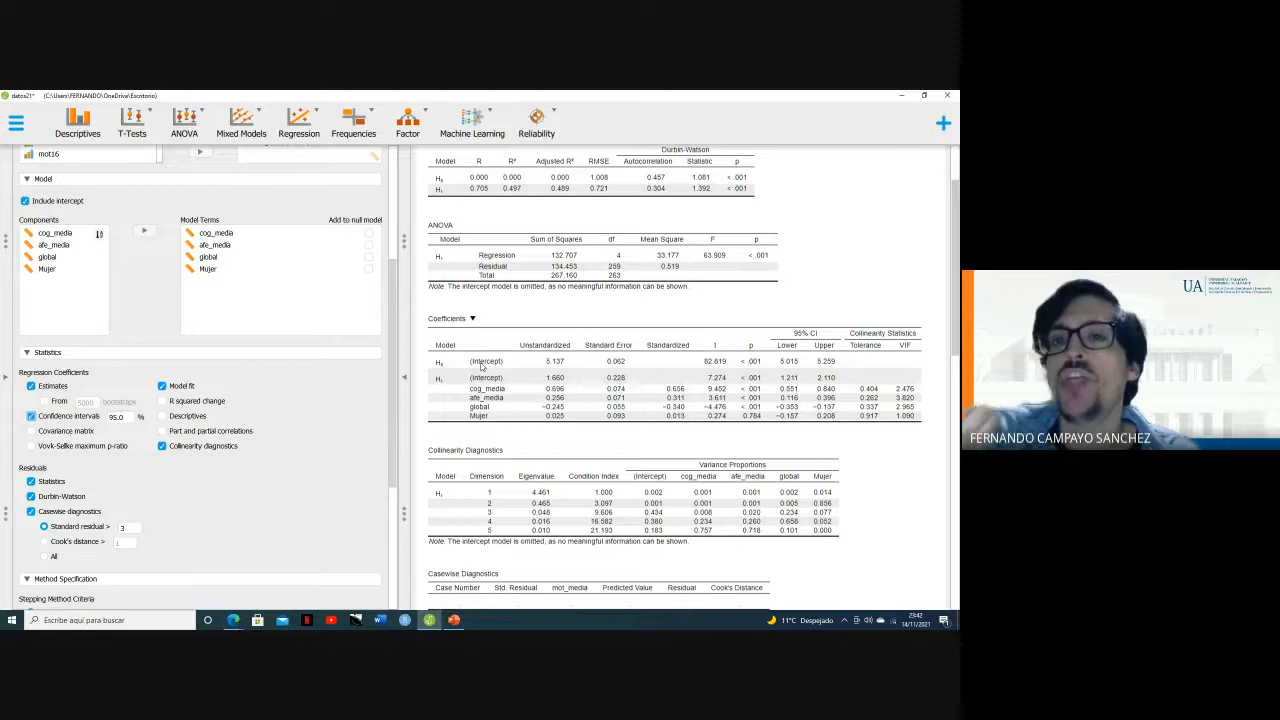 datos21* (C:\Users\FERNANDO\OneDrive\Escritorio)
Descriptives T-Tests ANOVA Mixed Models Regression Frequencies Factor Machine Learning Reliability
mot16
Model
Include intercept
Components Model Terms Add to null model
cog_media cog_media
afe_media afe_media
global global
Mujer Mujer
Statistics
Regression Coefficients
Estimates Model fit
From 5000 bootstraps R squared change
Confidence intervals 95.0 % Descriptives
Covariance matrix Part and partial correlations
Vovk-Sellke maximum p-ratio Collinearity diagnostics
Residuals
Statistics
Durbin-Watson
Casewise diagnostics
Standard residual > 3
Cook's distance > 1
All
Method Specification
Stepping Method Criteria
Durbin-Watson
Model R R² Adjusted R² RMSE Autocorrelation Statistic p
H₀ 0.000 0.000 0.000 1.008 0.457 1.081 < .001
H₁ 0.705 0.497 0.489 0.721 0.304 1.392 < .001
ANOVA
Model Sum of Squares df Mean Square F p
H₁ Regression 132.707 4 33.177 63.909 < .001
Residual 134.453 259 0.519
Total 267.160 263
Note. The intercept model is omitted, as no meaningful information can be shown.
Coefficients
95% CI Collinearity Statistics
Model Unstandardized Standard Error Standardized t p Lower Upper Tolerance VIF
H₀ (Intercept) 5.137 0.062 82.819 < .001 5.015 5.259
H₁ (Intercept) 1.660 0.228 7.274 < .001 1.211 2.110
cog_media 0.696 0.074 0.656 9.452 < .001 0.551 0.840 0.404 2.476
afe_media 0.256 0.071 0.311 3.611 < .001 0.116 0.396 0.262 3.820
global −0.245 0.055 −0.340 −4.476 < .001 −0.353 −0.137 0.337 2.965
Mujer 0.025 0.093 0.013 0.274 0.784 −0.157 0.208 0.917 1.090
Collinearity Diagnostics
Variance Proportions
Model Dimension Eigenvalue Condition Index (Intercept) cog_media afe_media global Mujer
H₁ 1 4.461 1.000 0.002 0.001 0.001 0.002 0.014
2 0.465 3.097 0.001 0.001 0.001 0.005 0.856
3 0.048 9.606 0.434 0.008 0.020 0.234 0.077
4 0.016 16.582 0.380 0.234 0.260 0.658 0.052
5 0.010 21.193 0.183 0.757 0.718 0.101 0.000
Note. The intercept model is omitted, as no meaningful information can be shown.
Casewise Diagnostics
Case Number Std. Residual mot_media Predicted Value Residual Cook's Distance
Escribe aquí para buscar
11°C Despejado
23:42
14/11/2021
UA
FERNANDO CAMPAYO SANCHEZ